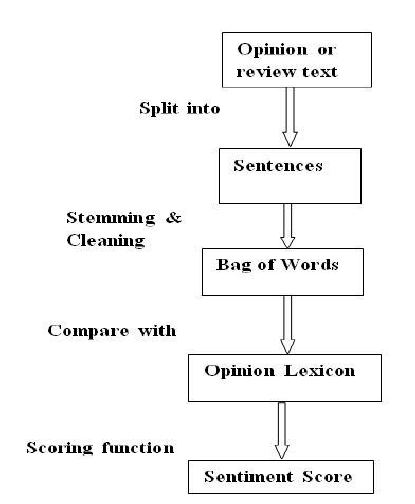 Opinion or
review text
Split into
Sentences
Stemming &
Cleaning
Bag of Words
Compare with
Opinion Lexicon
Scoring function
Sentiment Score